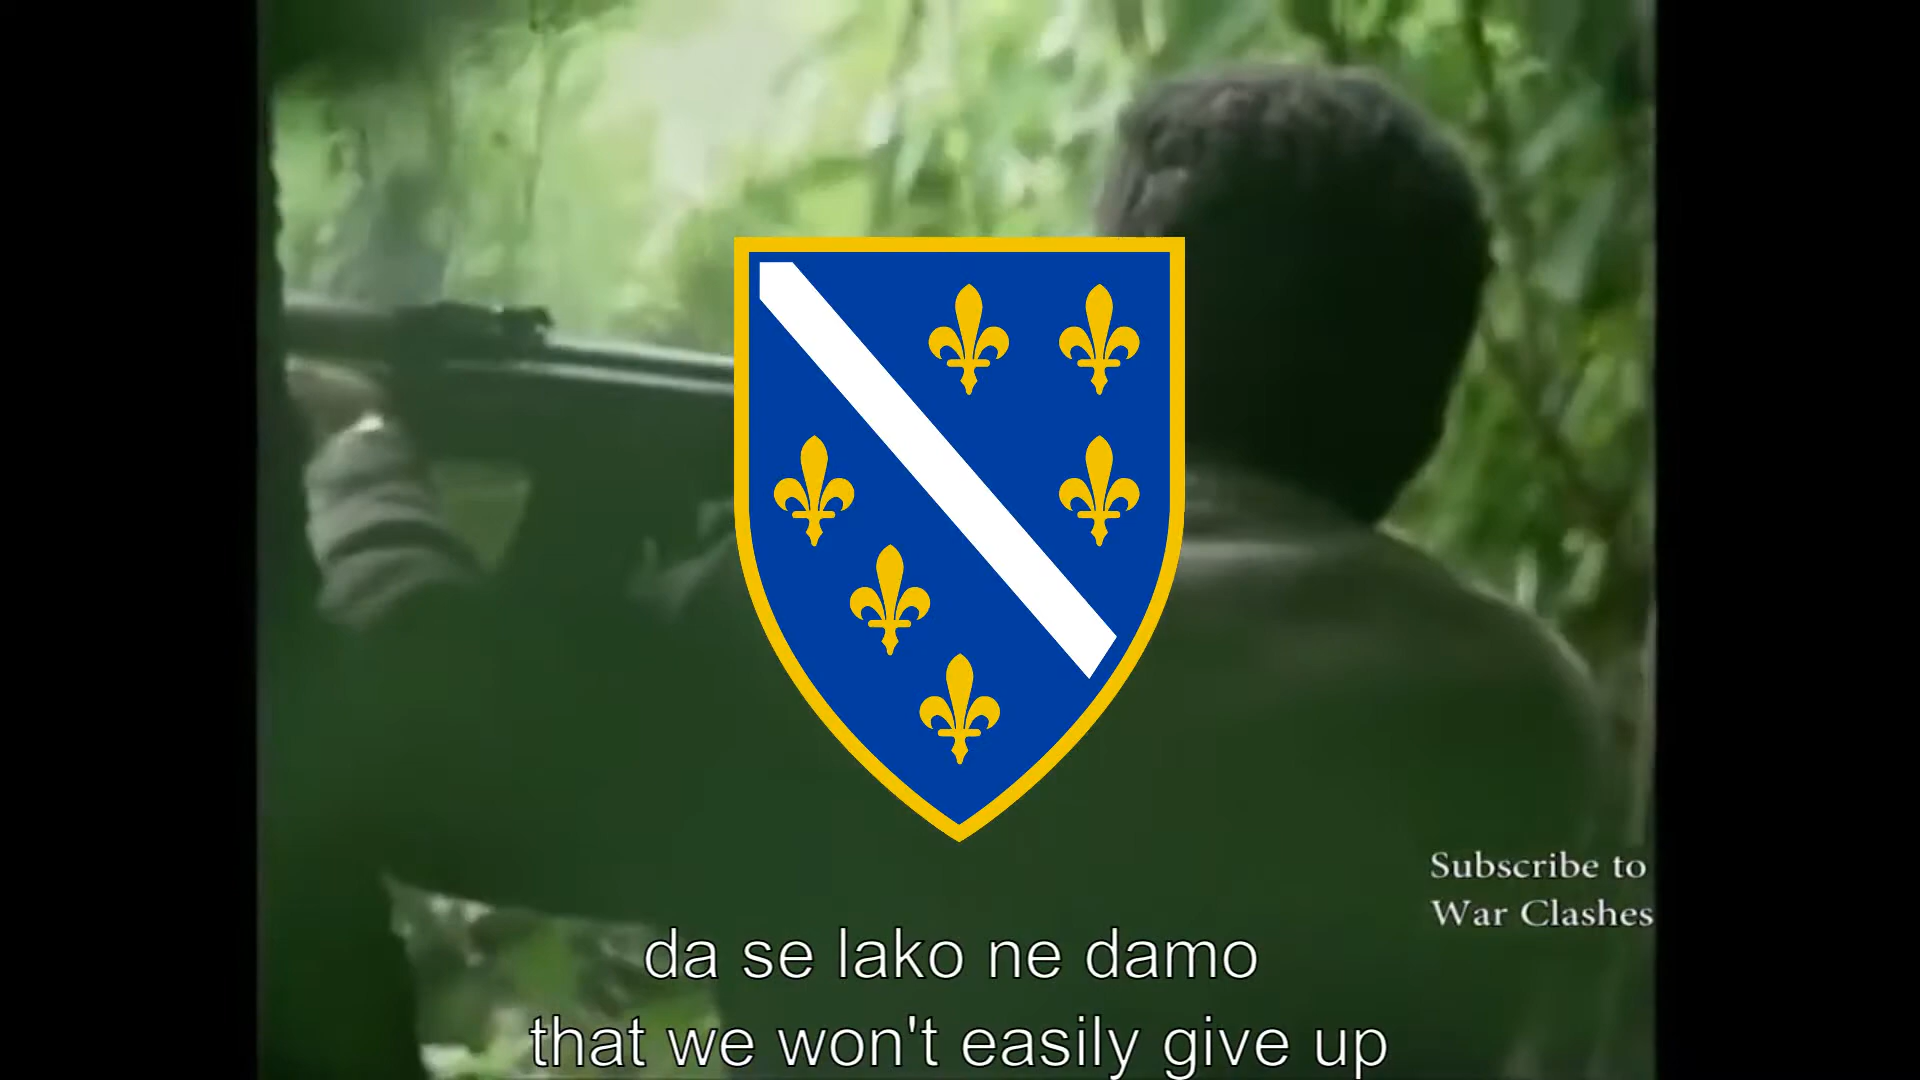 Subscribe to
War Clashes
da se lako ne damo
that we won't easily give up